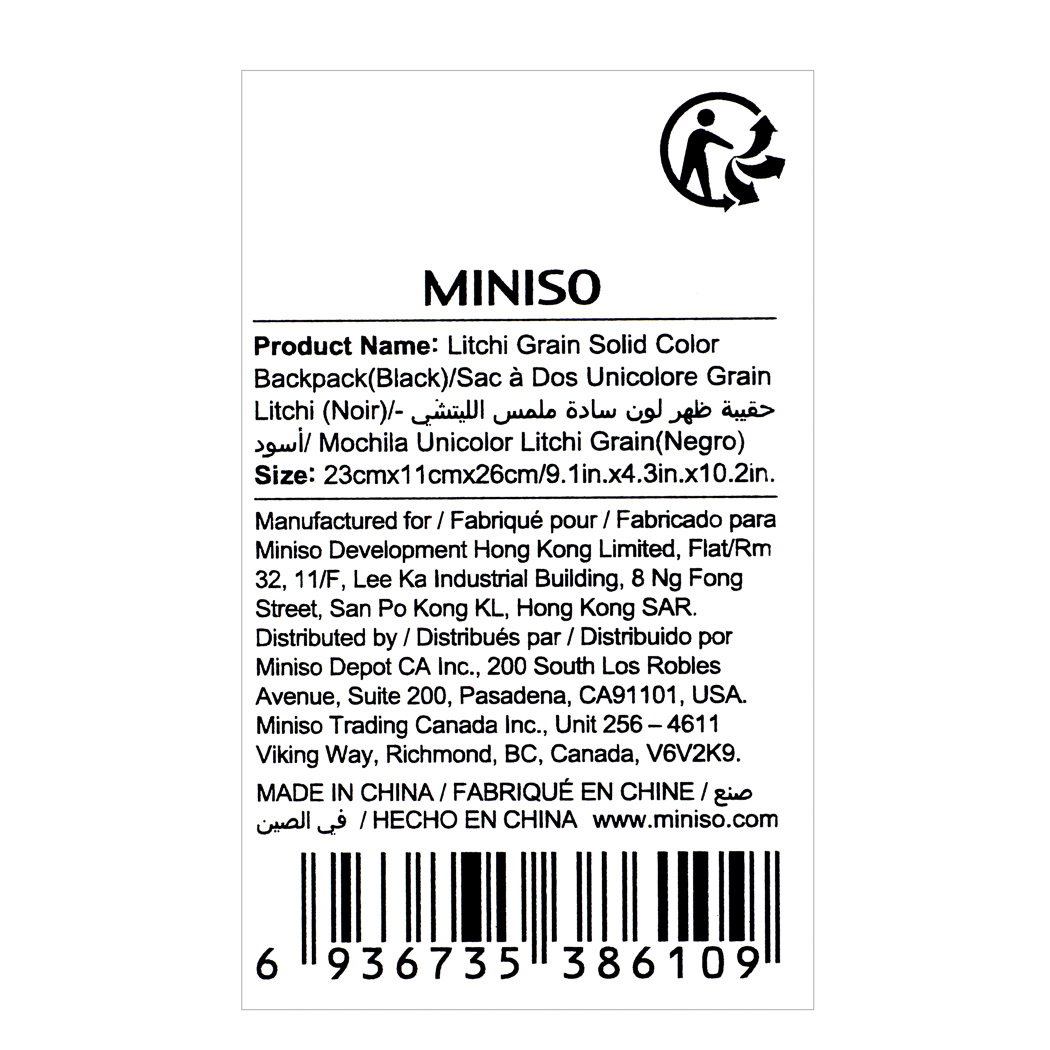 MINISO
Product Name: Litchi Grain Solid Color
Backpack(Black)/Sac à Dos Unicolore Grain
Litchi (Noir)/- حقيبة ظهر لون سادة ملمس الليتشي
أسود/ Mochila Unicolor Litchi Grain(Negro)
Size: 23cmx11cmx26cm/9.1in.x4.3in.x10.2in.
Manufactured for / Fabriqué pour / Fabricado para
Miniso Development Hong Kong Limited, Flat/Rm
32, 11/F, Lee Ka Industrial Building, 8 Ng Fong
Street, San Po Kong KL, Hong Kong SAR.
Distributed by / Distribués par / Distribuido por
Miniso Depot CA Inc., 200 South Los Robles
Avenue, Suite 200, Pasadena, CA91101, USA.
Miniso Trading Canada Inc., Unit 256 – 4611
Viking Way, Richmond, BC, Canada, V6V2K9.
MADE IN CHINA / FABRIQUÉ EN CHINE / صنع
في الصين / HECHO EN CHINA www.miniso.com
6 936735 386109